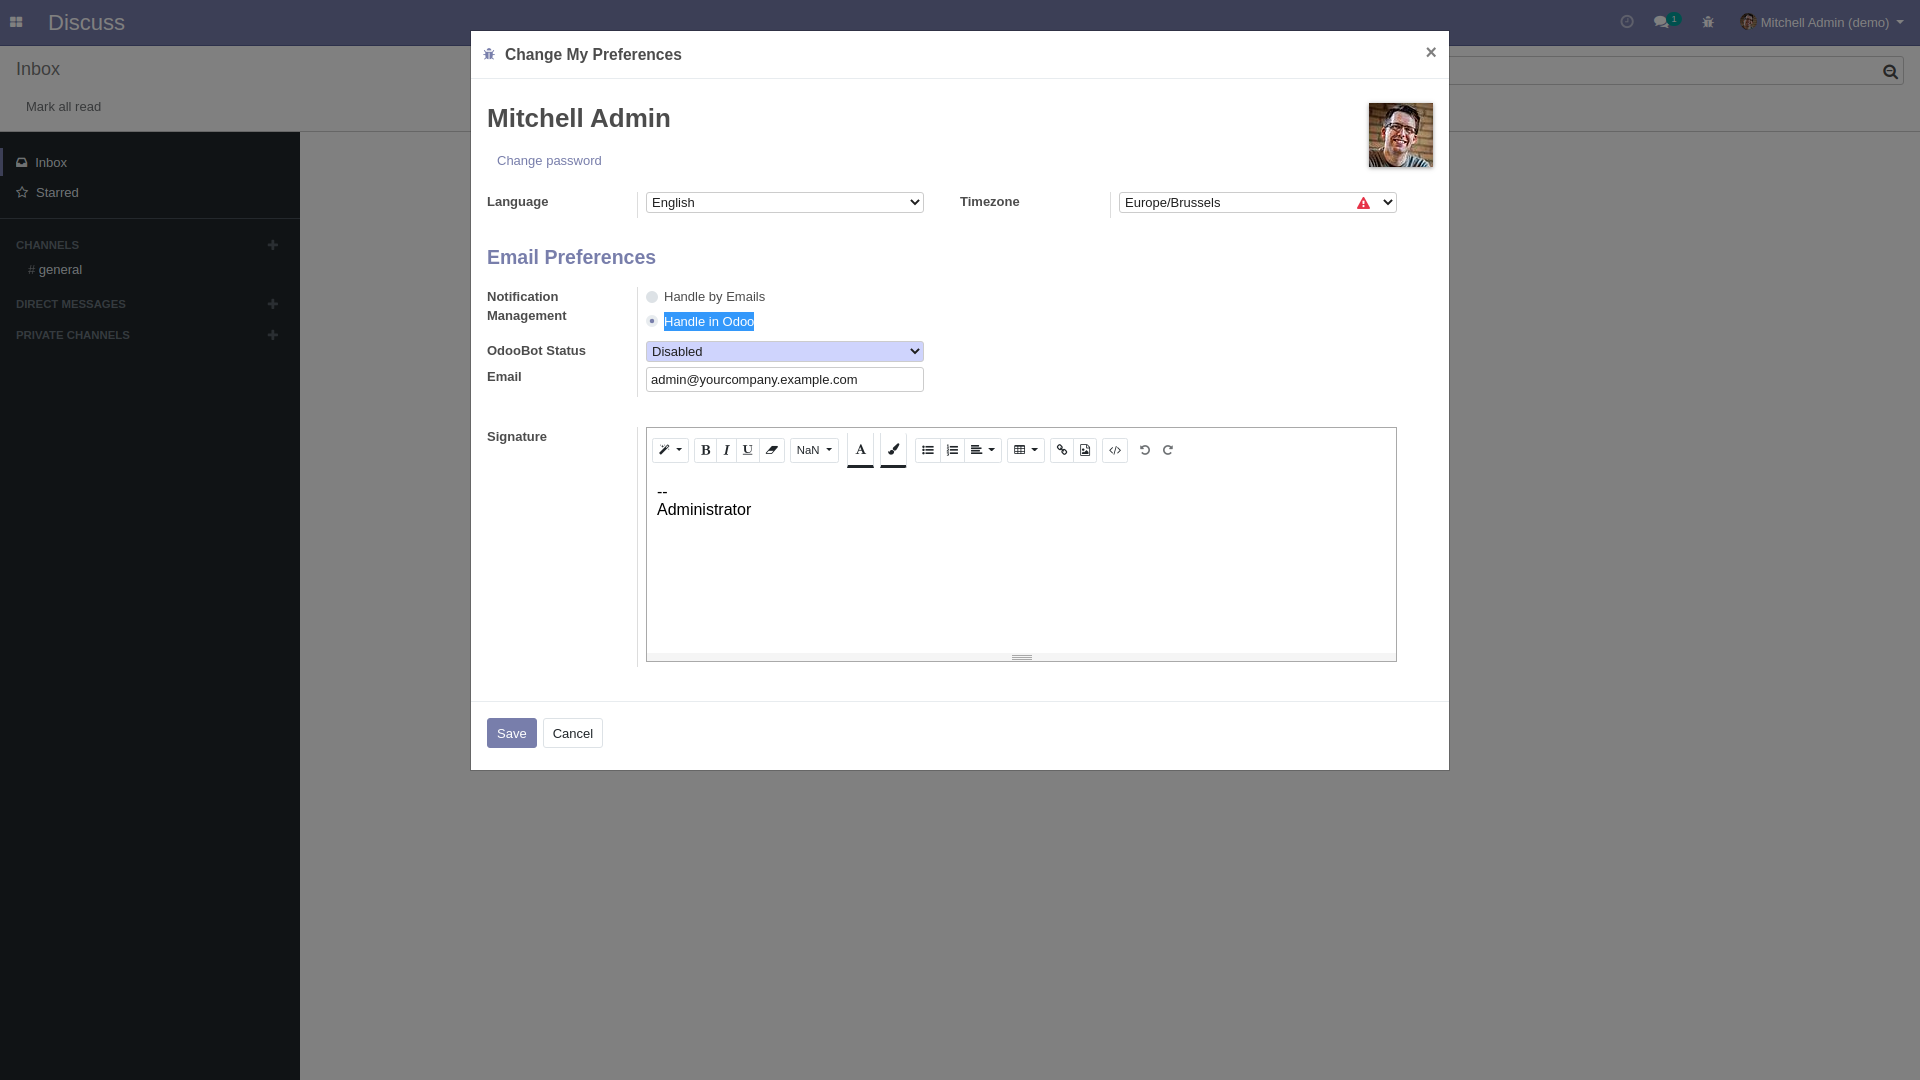 Discuss
1
Mitchell Admin (demo)
Inbox
Mark all read
Inbox
Starred
CHANNELS
# general
DIRECT MESSAGES
PRIVATE CHANNELS
Change My Preferences
×
Mitchell Admin
Change password
Language
English
Timezone
Europe/Brussels
Email Preferences
Notification
Management
Handle by Emails
Handle in Odoo
OdooBot Status
Disabled
Email
admin@yourcompany.example.com
Signature
B I U NaN A </>
--
Administrator
Save Cancel